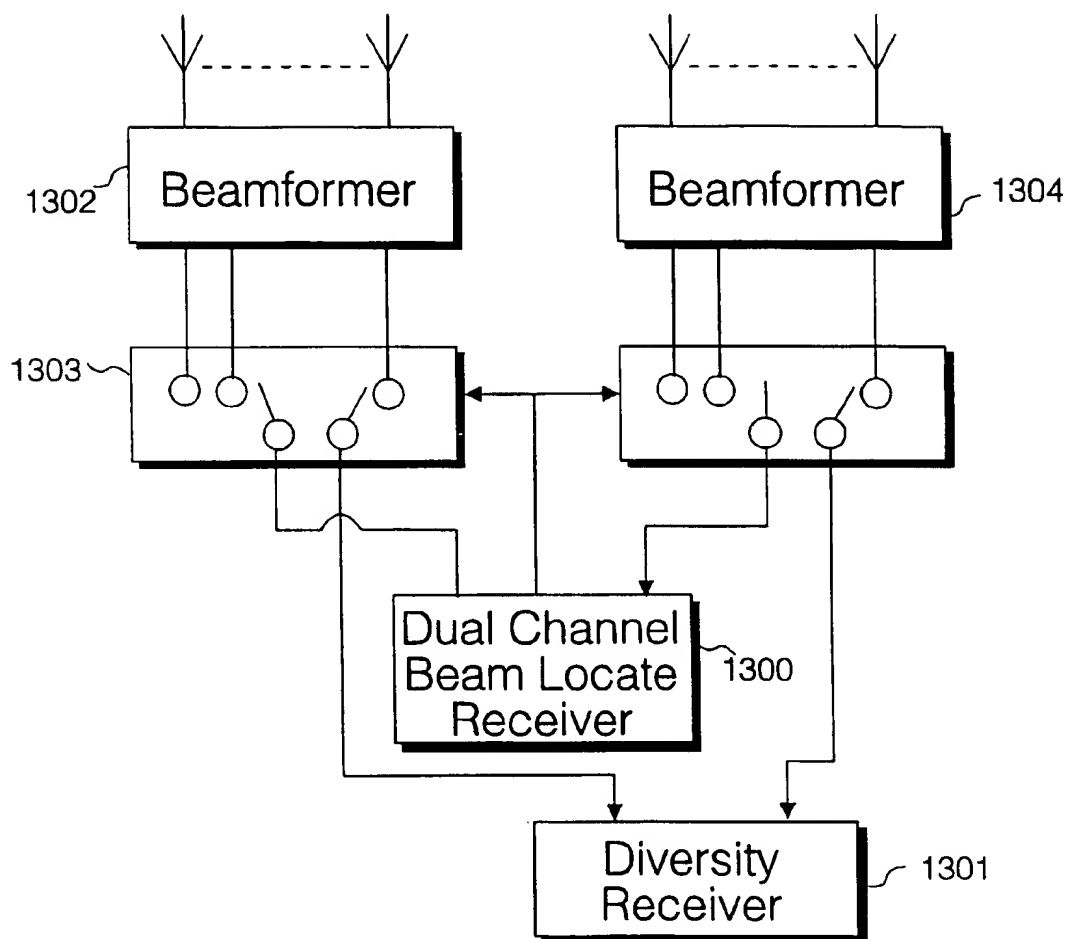 Beamformer
Beamformer
1302
1304
1303
Dual Channel
Beam Locate
Receiver
1300
Diversity
Receiver
1301